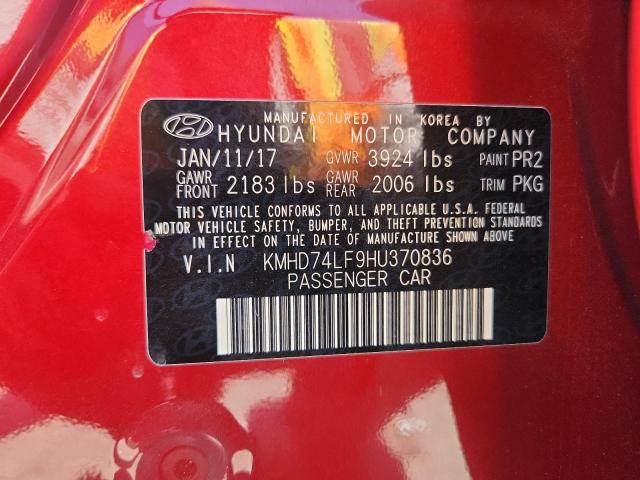 MANUFACTURED IN KOREA BY
HYUNDAI MOTOR COMPANY
JAN/11/17 GVWR 3924 lbs PAINT PR2
GAWR FRONT 2183 lbs GAWR REAR 2006 lbs TRIM PKG
THIS VEHICLE CONFORMS TO ALL APPLICABLE U.S.A. FEDERAL
MOTOR VEHICLE SAFETY, BUMPER, AND THEFT PREVENTION STANDARDS
IN EFFECT ON THE DATE OF MANUFACTURE SHOWN ABOVE
V.I.N KMHD74LF9HU370836
PASSENGER CAR